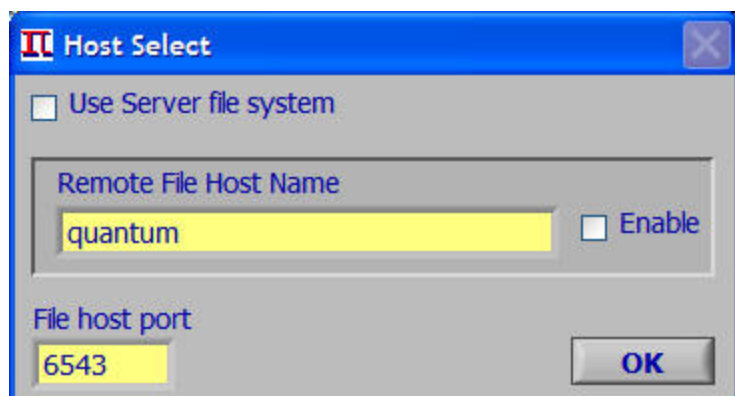 Host Select
Use Server file system
Remote File Host Name
quantum
Enable
File host port
6543
OK